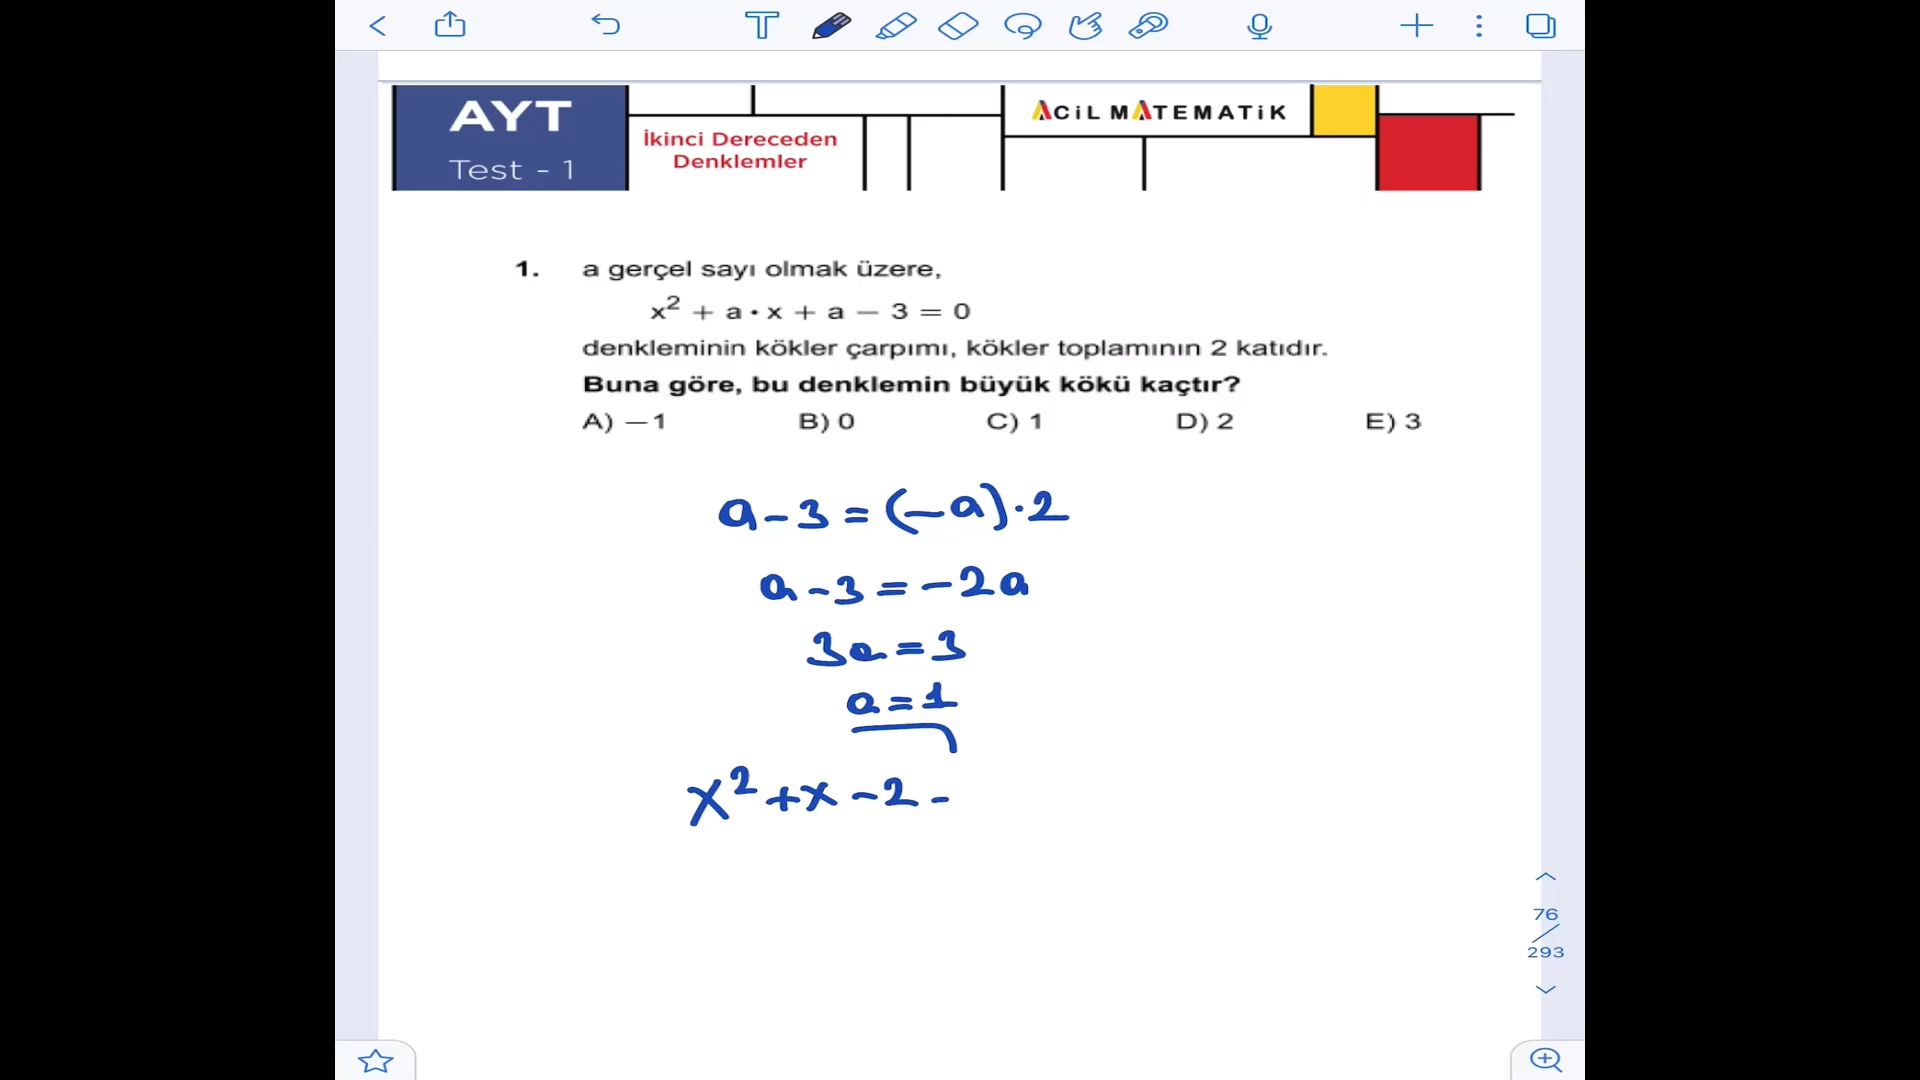 AYT
Test - 1
İkinci Dereceden
Denklemler
ACİL MATEMATİK
1. a gerçel sayı olmak üzere,
x² + a · x + a − 3 = 0
denkleminin kökler çarpımı, kökler toplamının 2 katıdır.
Buna göre, bu denklemin büyük kökü kaçtır?
A) −1 B) 0 C) 1 D) 2 E) 3
a - 3 = (-a) · 2
a - 3 = -2a
3a = 3
a = 1
x² + x - 2 -
76
293